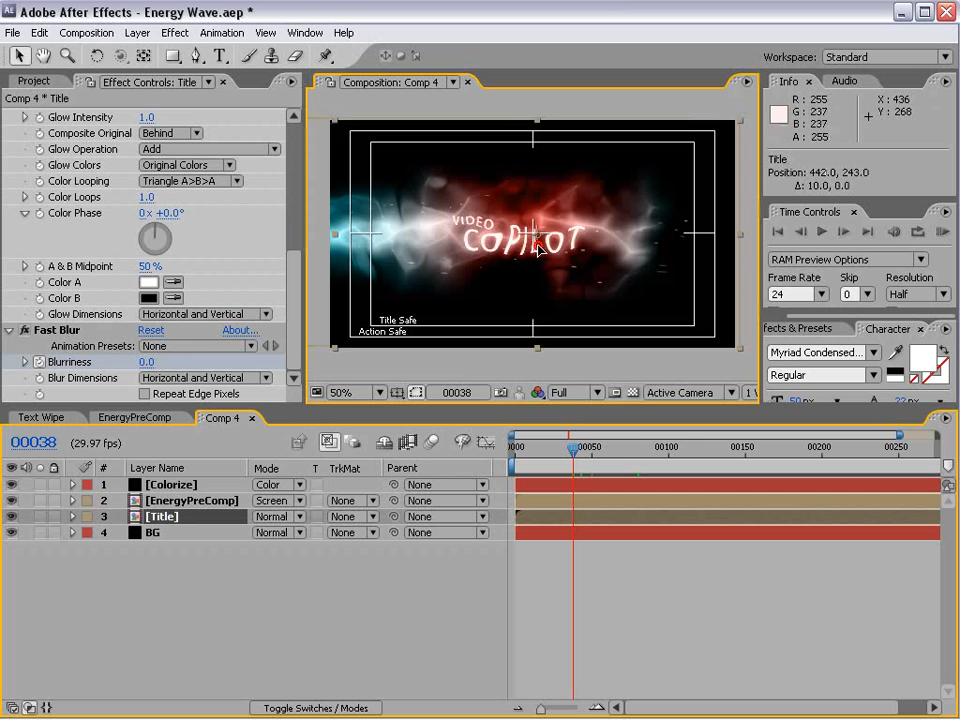 Adobe After Effects - Energy Wave.aep *
File Edit Composition Layer Effect Animation View Window Help
Workspace: Standard
Project Effect Controls: Title
Comp 4 * Title
Glow Intensity 1.0
Composite Original Behind
Glow Operation Add
Glow Colors Original Colors
Color Looping Triangle A>B>A
Color Loops 1.0
Color Phase 0 x +0.0°
A & B Midpoint 50 %
Color A
Color B
Glow Dimensions Horizontal and Vertical
Fast Blur Reset About...
Animation Presets: None
Blurriness 0.0
Blur Dimensions Horizontal and Vertical
Repeat Edge Pixels
Composition: Comp 4
VIDEO
COPILOT
Title Safe
Action Safe
50% 00038 Full Active Camera 1 V
Info Audio
R : 255
G : 237
B : 237
A : 255
X : 436
Y : 268
Title
Position: 442.0, 243.0
Δ: 10.0, 0.0
Time Controls
RAM Preview Options
Frame Rate Skip Resolution
24 0 Half
ffects & Presets Character
Myriad Condensed...
Regular
Text Wipe EnergyPreComp Comp 4
00038 (29.97 fps)
0000 00050 00100 00150 00200 00250
# Layer Name Mode T TrkMat Parent
1 [Colorize] Color None
2 [EnergyPreComp] Screen None None
3 [Title] Normal None None
4 BG Normal None None
Toggle Switches / Modes